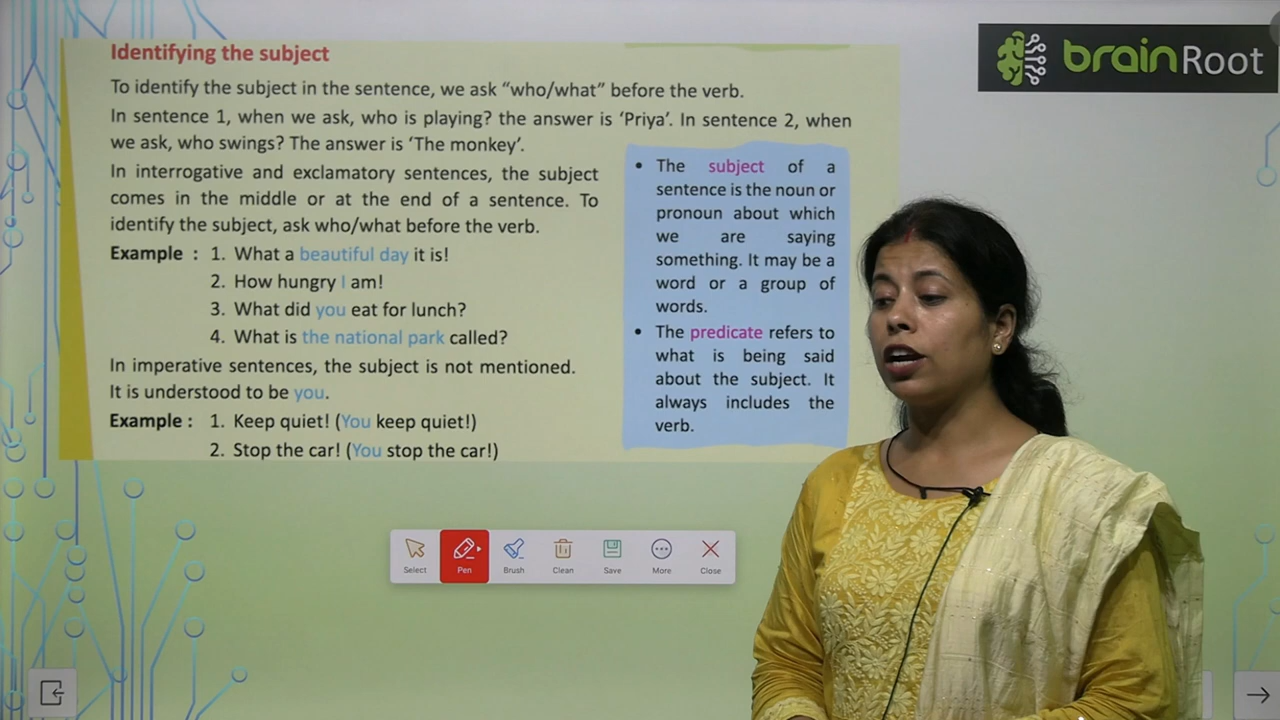 Identifying the subject
To identify the subject in the sentence, we ask “who/what” before the verb.
In sentence 1, when we ask, who is playing? the answer is ‘Priya’. In sentence 2, when
we ask, who swings? The answer is ‘The monkey’.
In interrogative and exclamatory sentences, the subject
comes in the middle or at the end of a sentence. To
identify the subject, ask who/what before the verb.
Example : 1. What a beautiful day it is!
2. How hungry I am!
3. What did you eat for lunch?
4. What is the national park called?
In imperative sentences, the subject is not mentioned.
It is understood to be you.
Example : 1. Keep quiet! (You keep quiet!)
2. Stop the car! (You stop the car!)
• The subject of a
sentence is the noun or
pronoun about which
we are saying
something. It may be a
word or a group of
words.
• The predicate refers to
what is being said
about the subject. It
always includes the
verb.
brainRoot
Select Pen Brush Clean Save More Close